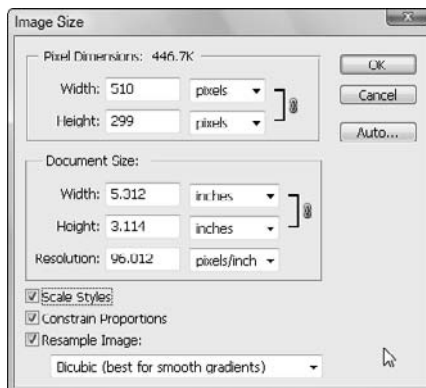 Image Size
Pixel Dimensions: 446.7K
Width: 510 pixels
Height: 299 pixels
OK
Cancel
Auto...
Document Size:
Width: 5.312 inches
Height: 3.114 inches
Resolution: 96.012 pixels/inch
Scale Styles
Constrain Proportions
Resample Image:
Bicubic (best for smooth gradients)